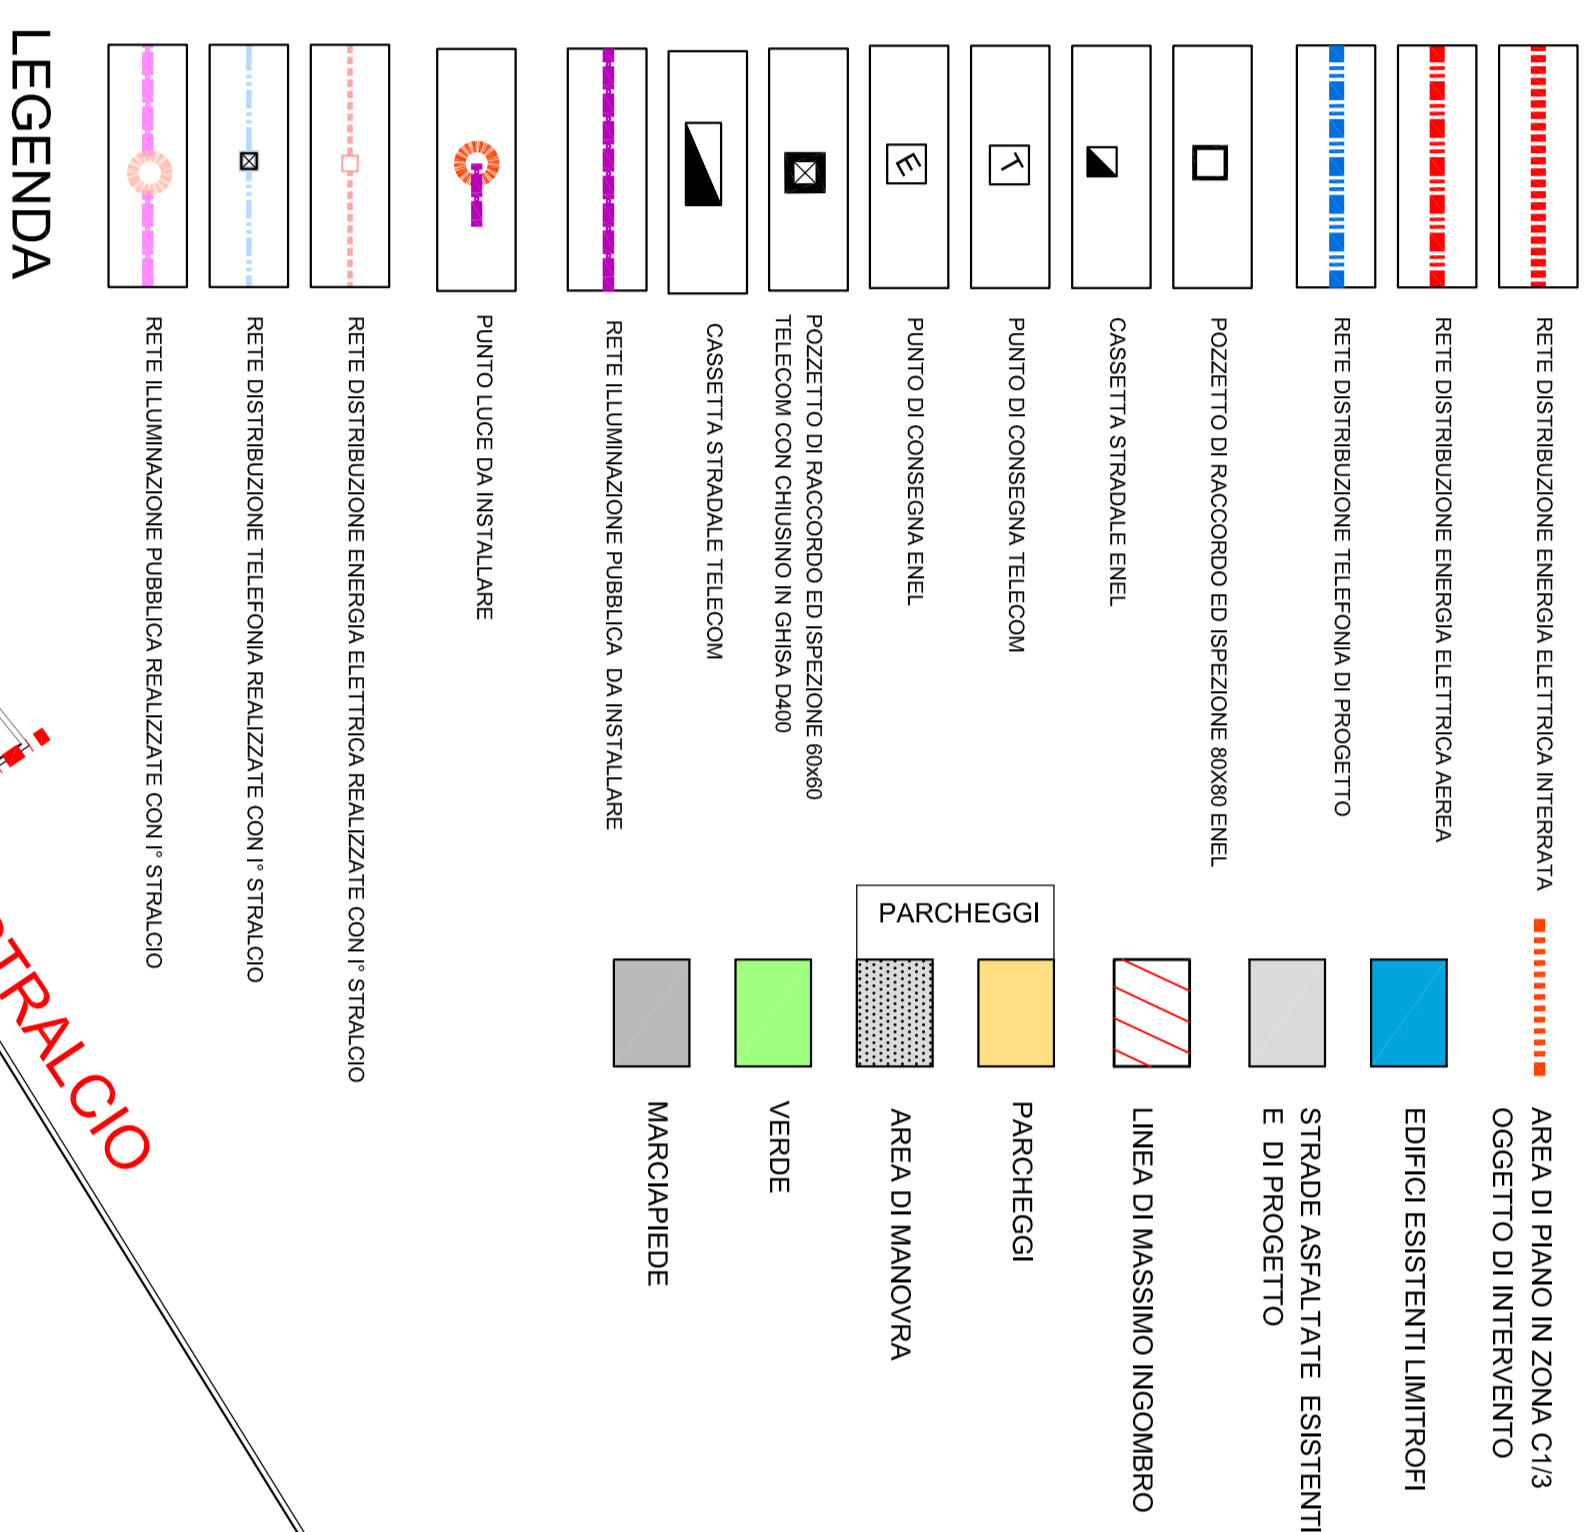 LEGENDA
RETE DISTRIBUZIONE ENERGIA ELETTRICA INTERRATA
RETE DISTRIBUZIONE ENERGIA ELETTRICA AEREA
RETE DISTRIBUZIONE TELEFONIA DI PROGETTO
POZZETTO DI RACCORDO ED ISPEZIONE 80X80 ENEL
CASSETTA STRADALE ENEL
T
PUNTO DI CONSEGNA TELECOM
E
PUNTO DI CONSEGNA ENEL
POZZETTO DI RACCORDO ED ISPEZIONE 60x60
TELECOM CON CHIUSINO IN GHISA D400
CASSETTA STRADALE TELECOM
RETE ILLUMINAZIONE PUBBLICA DA INSTALLARE
PUNTO LUCE DA INSTALLARE
RETE DISTRIBUZIONE ENERGIA ELETTRICA REALIZZATE CON I° STRALCIO
RETE DISTRIBUZIONE TELEFONIA REALIZZATE CON I° STRALCIO
RETE ILLUMINAZIONE PUBBLICA REALIZZATE CON I° STRALCIO
AREA DI PIANO IN ZONA C1/3
OGGETTO DI INTERVENTO
EDIFICI ESISTENTI LIMITROFI
STRADE ASFALTATE ESISTENTI
E DI PROGETTO
LINEA DI MASSIMO INGOMBRO
PARCHEGGI
PARCHEGGI
AREA DI MANOVRA
VERDE
MARCIAPIEDE
STRALCIO